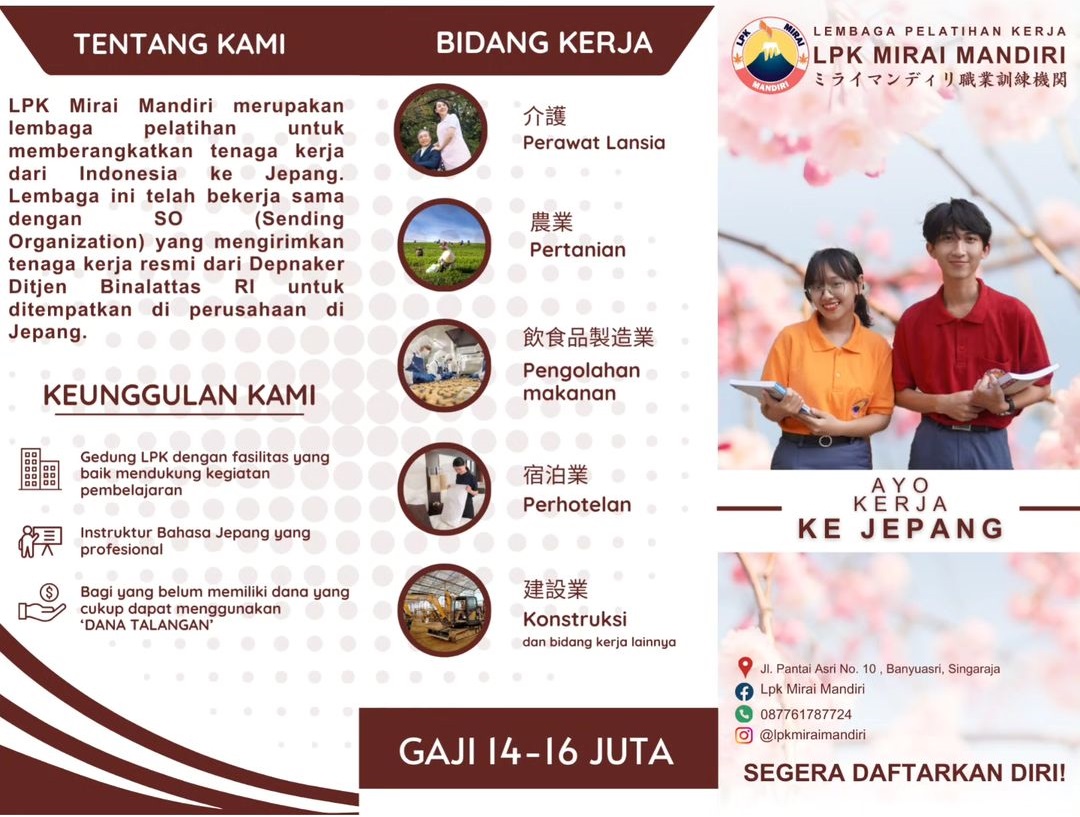 TENTANG KAMI
LPK Mirai Mandiri merupakan
lembaga pelatihan untuk
memberangkatkan tenaga kerja
dari Indonesia ke Jepang.
Lembaga ini telah bekerja sama
dengan SO (Sending
Organization) yang mengirimkan
tenaga kerja resmi dari Depnaker
Ditjen Binalattas RI untuk
ditempatkan di perusahaan di
Jepang.
KEUNGGULAN KAMI
Gedung LPK dengan fasilitas yang
baik mendukung kegiatan
pembelajaran
Instruktur Bahasa Jepang yang
profesional
Bagi yang belum memiliki dana yang
cukup dapat menggunakan
‘DANA TALANGAN’
BIDANG KERJA
介護
Perawat Lansia
農業
Pertanian
飲食品製造業
Pengolahan
makanan
宿泊業
Perhotelan
建設業
Konstruksi
dan bidang kerja lainnya
GAJI 14-16 JUTA
LPK MIRAI
MANDIRI
LEMBAGA PELATIHAN KERJA
LPK MIRAI MANDIRI
ミライマンディリ職業訓練機関
AYO
KERJA
KE JEPANG
Jl. Pantai Asri No. 10 , Banyuasri, Singaraja
Lpk Mirai Mandiri
087761787724
@lpkmiraimandiri
SEGERA DAFTARKAN DIRI!